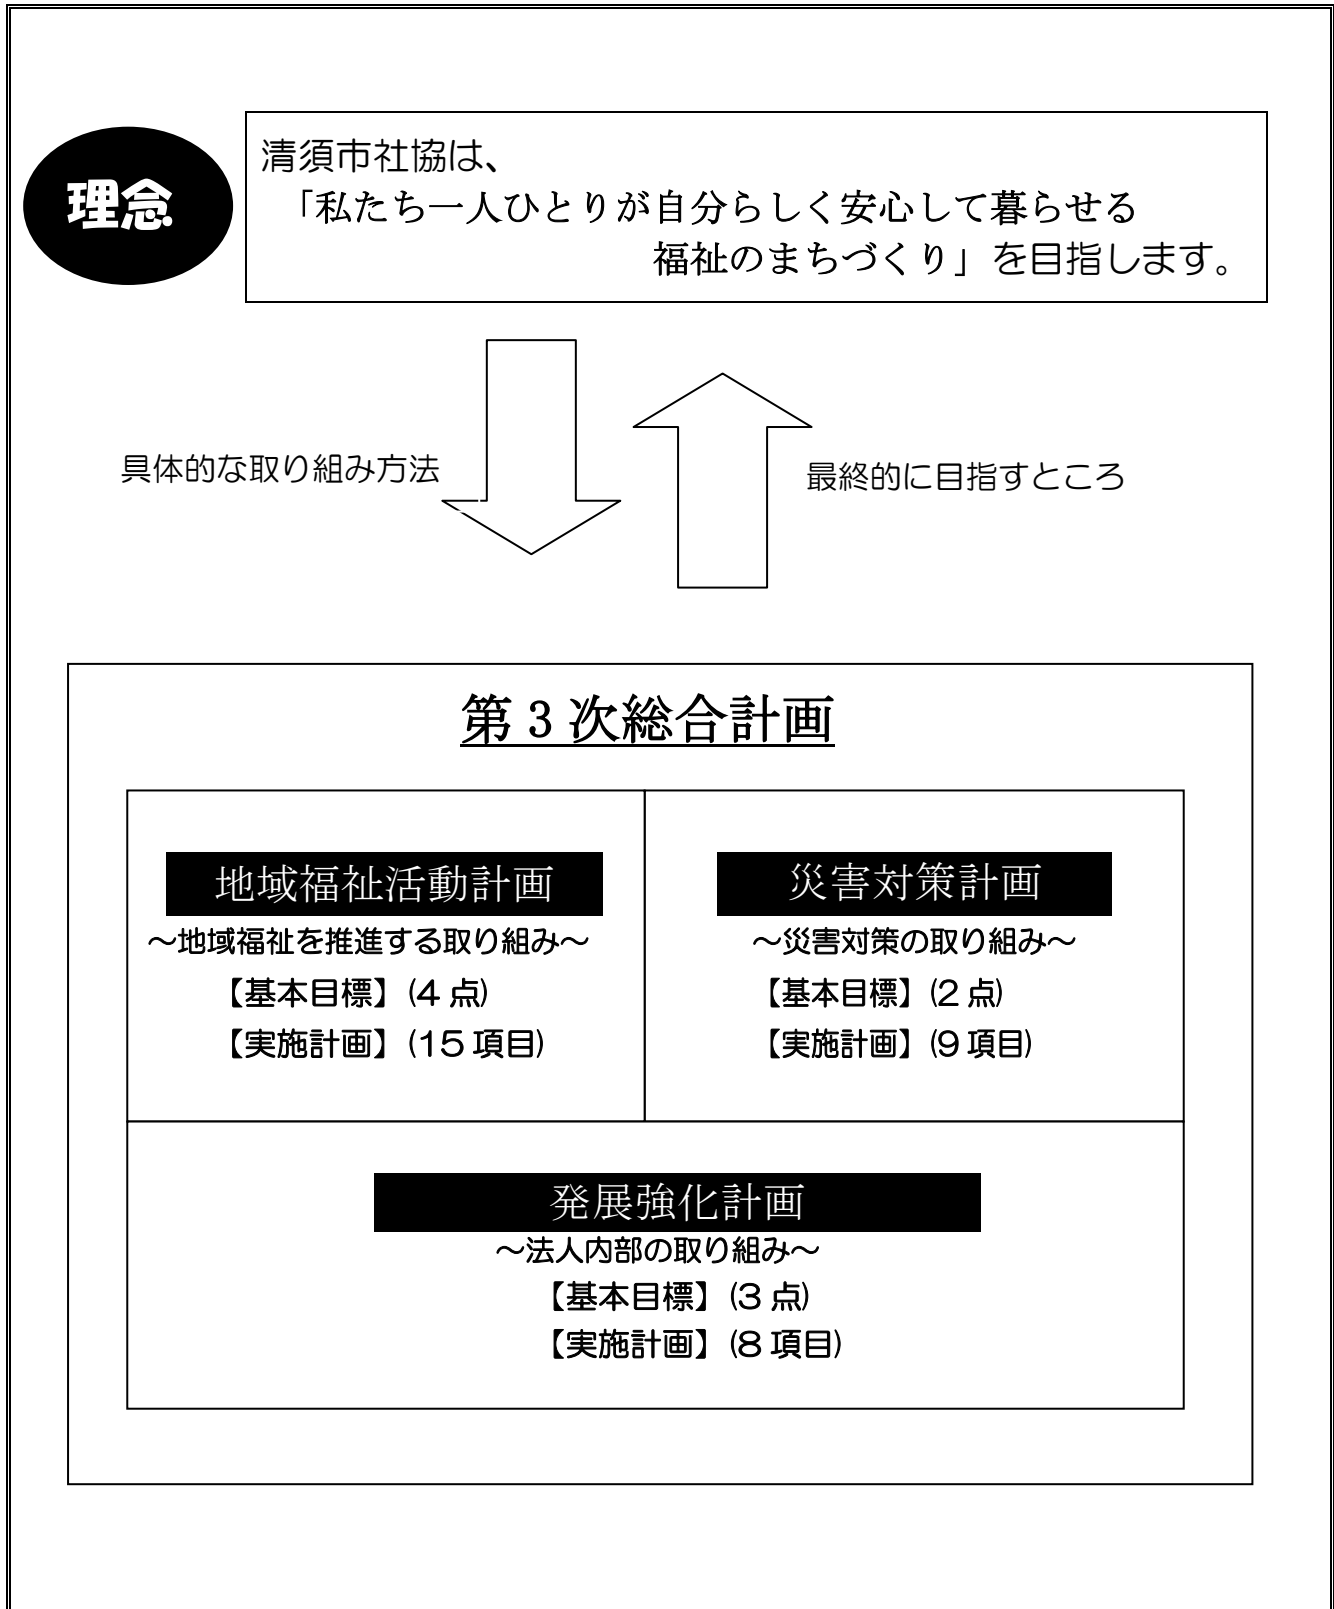 理念
清須市社協は、
「私たち一人ひとりが自分らしく安心して暮らせる
福祉のまちづくり」を目指します。
具体的な取り組み方法
最終的に目指すところ
第3次総合計画
地域福祉活動計画
～地域福祉を推進する取り組み～
【基本目標】(4点)
【実施計画】(15項目)
災害対策計画
～災害対策の取り組み～
【基本目標】(2点)
【実施計画】(9項目)
発展強化計画
～法人内部の取り組み～
【基本目標】(3点)
【実施計画】(8項目)